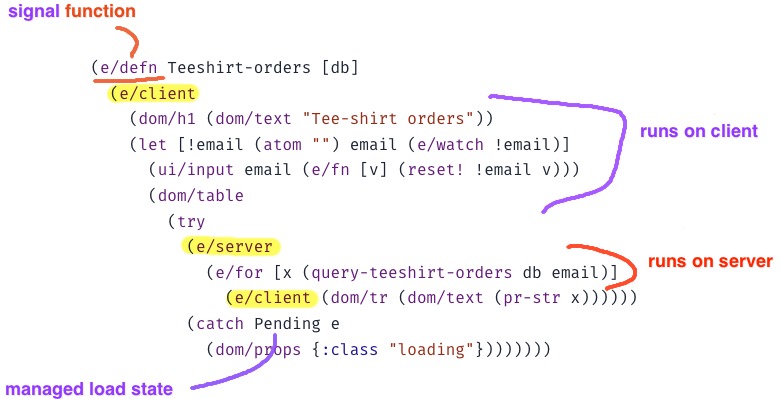 signal function
(e/defn Teeshirt-orders [db]
(e/client
(dom/h1 (dom/text "Tee-shirt orders"))
(let [!email (atom "") email (e/watch !email)]
runs on client
(ui/input email (e/fn [v] (reset! !email v)))
(dom/table
(try
(e/server
runs on server
(e/for [x (query-teeshirt-orders db email)]
(e/client (dom/tr (dom/text (pr-str x))))))
(catch Pending e
(dom/props {:class "loading"}))))))))
managed load state